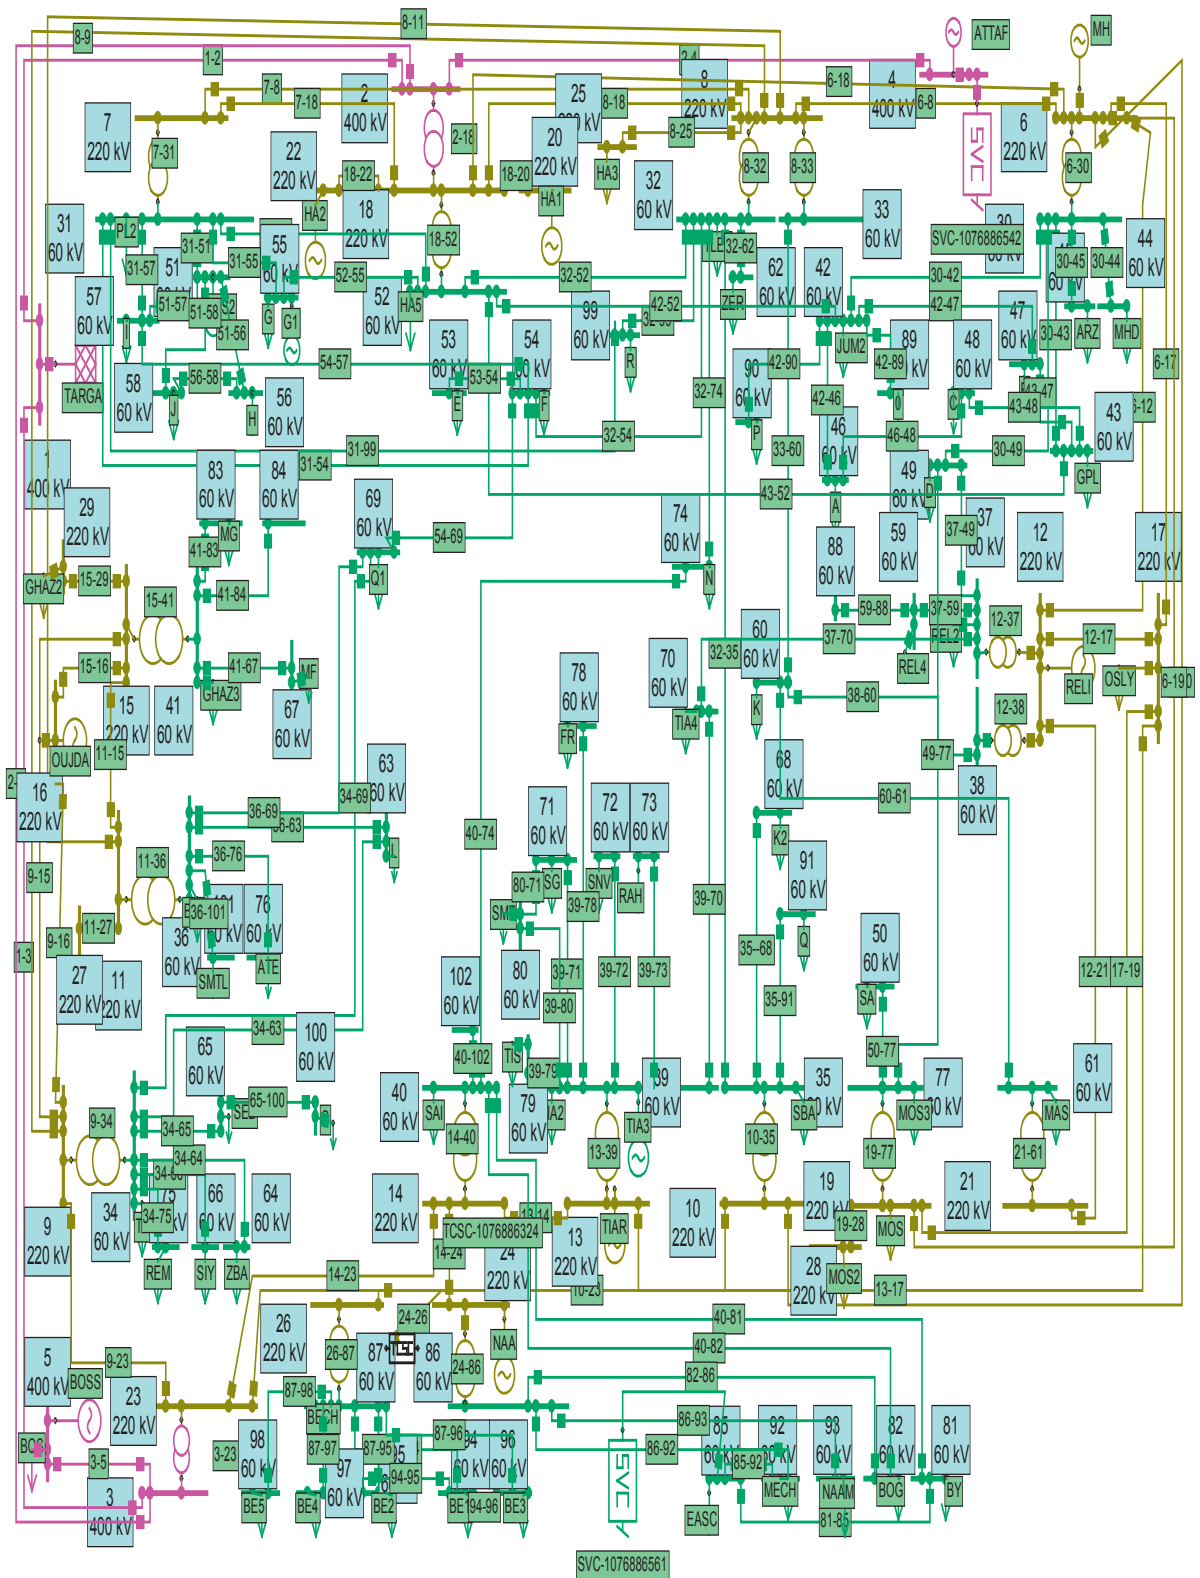 8-11
8-9
1-2
ATTAF
MH
2-4
8
220 kV
4
400 kV
6-18
6-8
7-8
7-18
2
400 kV
25
8-18
7
220 kV
22
220 kV
2-18
20
220 kV
8-25
6
220 kV
7-31
18-22
18-20
HA3
8-32
8-33
6-30
SVC
HA2
18
220 kV
HA1
32
60 kV
33
60 kV
31
60 kV
PL2
18-52
SVC-1076886542
44
60 kV
31-51
31-57
31-55
55
51
52-55
52
60 kV
HA5
32-52
32-62
ZER
62
60 kV
42
60 kV
30-42
42-47
30-45
30-44
57
60 kV
51-57
51-58
51-56
G
G1
99
60 kV
42-52
JUM2
47
60 kV
30-43
ARZ
MHD
TARGA
54-57
53
60 kV
54
R
42-90
42-89
89
60 kV
48
60 kV
6-17
58
60 kV
56-58
J
H
56
60 kV
53-54
E
F
32-74
90
P
42-46
C
43-47
43-48
43
60 kV
6-12
1
400 kV
31-99
31-54
32-54
33-60
46
46-48
30-49
83
60 kV
84
60 kV
69
60 kV
43-52
A
49
60 kV
D
GPL
29
220 kV
MG
54-69
74
60 kV
88
60 kV
59
60 kV
37-49
37
12
220 kV
17
220 kV
GHAZ2
15-29
41-83
41-84
Q1
N
15-41
59-88
37-59
12-37
12-17
15-16
41-67
MF
GHAZ3
78
60 kV
70
60 kV
60
60 kV
32-35
37-70
REL4
REL2
RELI
OSLY
15
220 kV
41
60 kV
67
60 kV
FR
TIA4
K
38-60
12-38
OUJDA
11-15
49-77
16
220 kV
63
60 kV
34-69
68
38
60 kV
36-69
71
60 kV
72
60 kV
73
60 kV
40-74
K2
60-61
9-15
11-36
36-76
L
SG
80-71
SNV
RAH
39-78
39-70
91
60 kV
36-101
36
60 kV
76
60 kV
1-3
9-16
11-27
27
220 kV
11
220 kV
SMTL
ATE
102
60 kV
80
60 kV
39-71
39-72
39-73
35--68
Q
50
60 kV
SA
12-21
17-19
39-80
35-91
34-63
100
60 kV
65
60 kV
40-102
TIS
39-79
50-77
40
60 kV
79
60 kV
35
61
60 kV
77
60 kV
9-34
65-100
34-65
SAI
TIA3
SBA
MOS3
MAS
34-64
14-40
13-39
10-35
19-77
21-61
34-75
34
60 kV
66
64
60 kV
14
220 kV
10
220 kV
19
220 kV
21
220 kV
9
220 kV
REM
SIY
ZBA
TCSC-1076886324
TIAR
19-28
MOS
14-24
24
13
220 kV
28
220 kV
MOS2
14-23
10-23
13-17
26
220 kV
24-26
40-81
40-82
5
400 kV
9-23
BOSS
26-87
87
60 kV
86
60 kV
24-86
NAA
82-86
23
220 kV
87-98
BECH
86-93
3-5
3-23
98
60 kV
87-97
87-95
87-96
96
SVC
86-92
85-92
92
60 kV
93
60 kV
82
60 kV
81
60 kV
3
400 kV
97
60 kV
94-95
BE5
BE4
BE2
BE1
94-96
BE3
EASC
MECH
NAAM
BOG
BY
81-85
SVC-1076886561